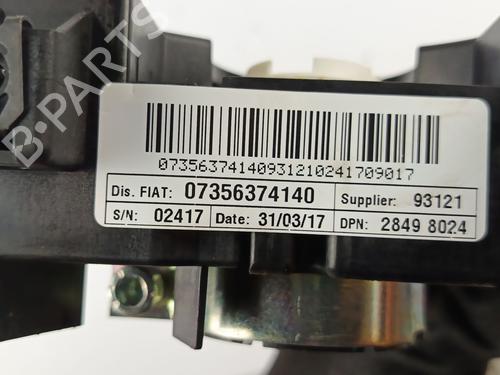 B-PARTS
07356374140931210241709017
Dis. FIAT: 07356374140
Supplier: 93121
S/N: 02417
Date: 31/03/17
DPN: 2849 8024